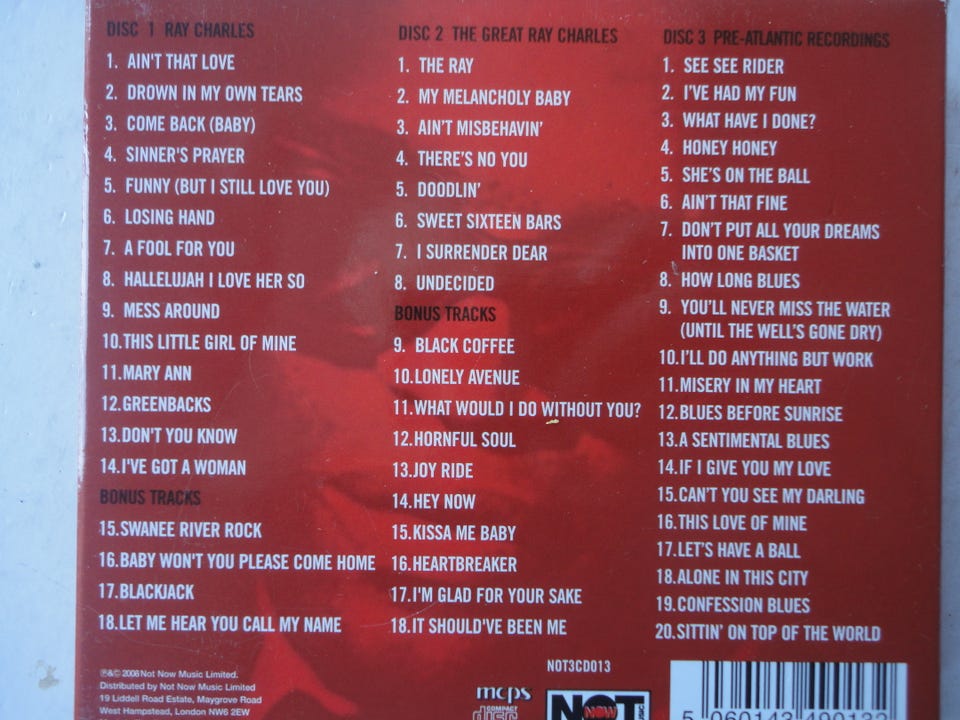 DISC 1 RAY CHARLES
1. AIN'T THAT LOVE
2. DROWN IN MY OWN TEARS
3. COME BACK (BABY)
4. SINNER'S PRAYER
5. FUNNY (BUT I STILL LOVE YOU)
6. LOSING HAND
7. A FOOL FOR YOU
8. HALLELUJAH I LOVE HER SO
9. MESS AROUND
10. THIS LITTLE GIRL OF MINE
11. MARY ANN
12. GREENBACKS
13. DON'T YOU KNOW
14. I'VE GOT A WOMAN
BONUS TRACKS
15. SWANEE RIVER ROCK
16. BABY WON'T YOU PLEASE COME HOME
17. BLACKJACK
18. LET ME HEAR YOU CALL MY NAME
DISC 2 THE GREAT RAY CHARLES
1. THE RAY
2. MY MELANCHOLY BABY
3. AIN'T MISBEHAVIN'
4. THERE'S NO YOU
5. DOODLIN'
6. SWEET SIXTEEN BARS
7. I SURRENDER DEAR
8. UNDECIDED
BONUS TRACKS
9. BLACK COFFEE
10. LONELY AVENUE
11. WHAT WOULD I DO WITHOUT YOU?
12. HORNFUL SOUL
13. JOY RIDE
14. HEY NOW
15. KISSA ME BABY
16. HEARTBREAKER
17. I'M GLAD FOR YOUR SAKE
18. IT SHOULD'VE BEEN ME
DISC 3 PRE-ATLANTIC RECORDINGS
1. SEE SEE RIDER
2. I'VE HAD MY FUN
3. WHAT HAVE I DONE?
4. HONEY HONEY
5. SHE'S ON THE BALL
6. AIN'T THAT FINE
7. DON'T PUT ALL YOUR DREAMS
INTO ONE BASKET
8. HOW LONG BLUES
9. YOU'LL NEVER MISS THE WATER
(UNTIL THE WELL'S GONE DRY)
10. I'LL DO ANYTHING BUT WORK
11. MISERY IN MY HEART
12. BLUES BEFORE SUNRISE
13. A SENTIMENTAL BLUES
14. IF I GIVE YOU MY LOVE
15. CAN'T YOU SEE MY DARLING
16. THIS LOVE OF MINE
17. LET'S HAVE A BALL
18. ALONE IN THIS CITY
19. CONFESSION BLUES
20. SITTIN' ON TOP OF THE WORLD
℗&© 2008 Not Now Music Limited.
Distributed by Not Now Music Limited
19 Liddell Road Estate, Maygrove Road
West Hampstead, London NW6 2EW
NOT3CD013
mcps
COMPACT
disc
NOT
NOW